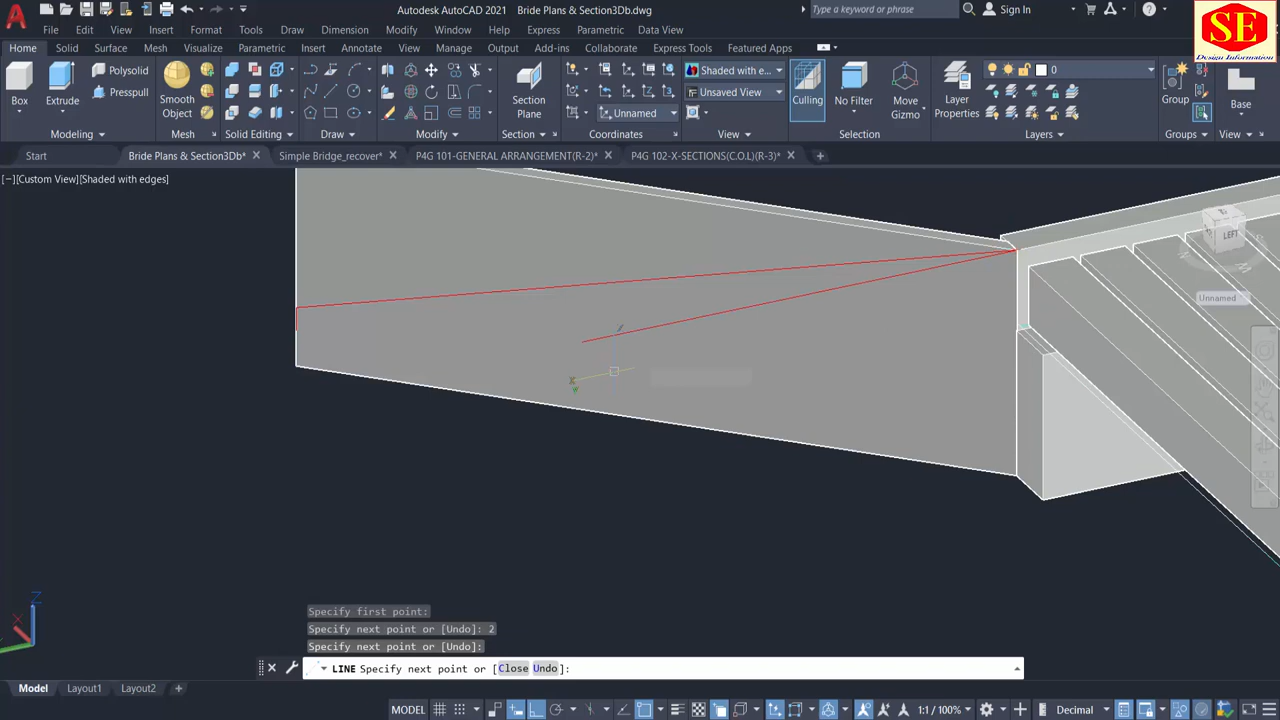 Autodesk AutoCAD 2021 Bride Plans & Section3Db.dwg
Type a keyword or phrase
Sign In
SE
Design Information
File Edit View Insert Format Tools Draw Dimension Modify Window Help Express Parametric Data View
Home Solid Surface Mesh Visualize Parametric Insert Annotate View Manage Output Add-ins Collaborate Express Tools Featured Apps
Box
Extrude
Polysolid
Presspull
Smooth
Object
Section
Plane
Unnamed
Shaded with e...
Unsaved View
Culling
No Filter
Move
Gizmo
Layer
Properties
0
Group
Base
Modeling Mesh Solid Editing Draw Modify Section Coordinates View Selection Layers Groups View
Start
Bride Plans & Section3Db*
Simple Bridge_recover*
P4G 101-GENERAL ARRANGEMENT(R-2)*
P4G 102-X-SECTIONS(C.O.L)(R-3)*
[−][Custom View][Shaded with edges]
LEFT
Unnamed
X
Y
Z
X
Specify first point:
Specify next point or [Undo]: 2
Specify next point or [Undo]:
LINE Specify next point or [Close Undo]:
Model Layout1 Layout2
MODEL
1:1 / 100%
Decimal